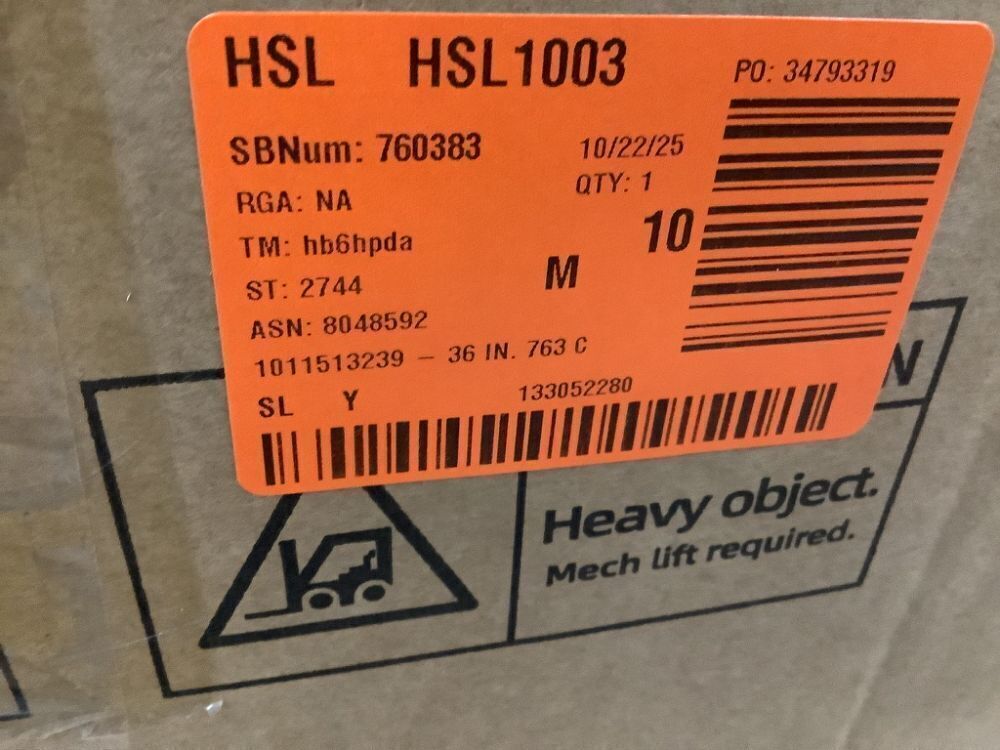 HSL HSL1003 PO: 34793319
SBNum: 760383 10/22/25
RGA: NA QTY: 1
TM: hb6hpda 10
ST: 2744 M
ASN: 8048592
1011513239 – 36 IN. 763 C
SL Y 133052280
N
Heavy object.
Mech lift required.